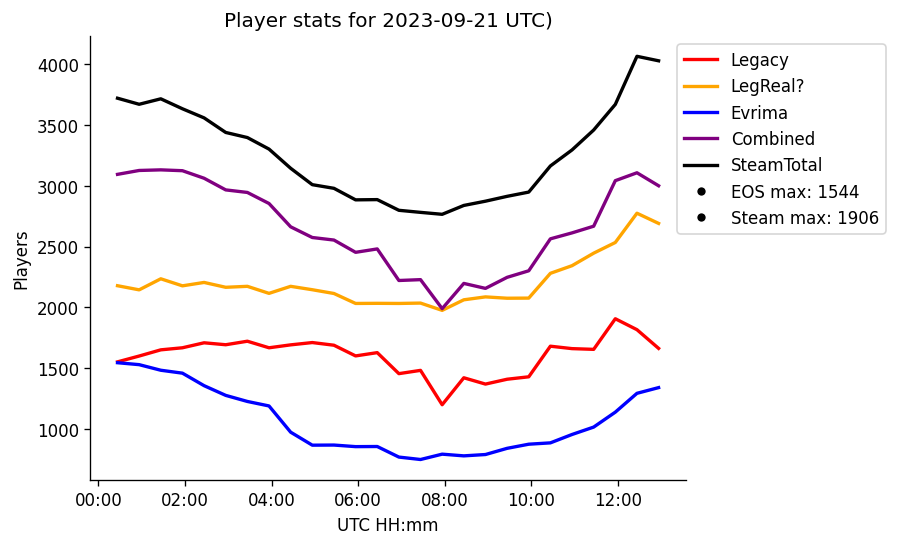 Player stats for 2023-09-21 UTC)
4000
3500
3000
2500
2000
1500
1000
Players
00:00 02:00 04:00 06:00 08:00 10:00 12:00
UTC HH:mm
Legacy
LegReal?
Evrima
Combined
SteamTotal
EOS max: 1544
Steam max: 1906